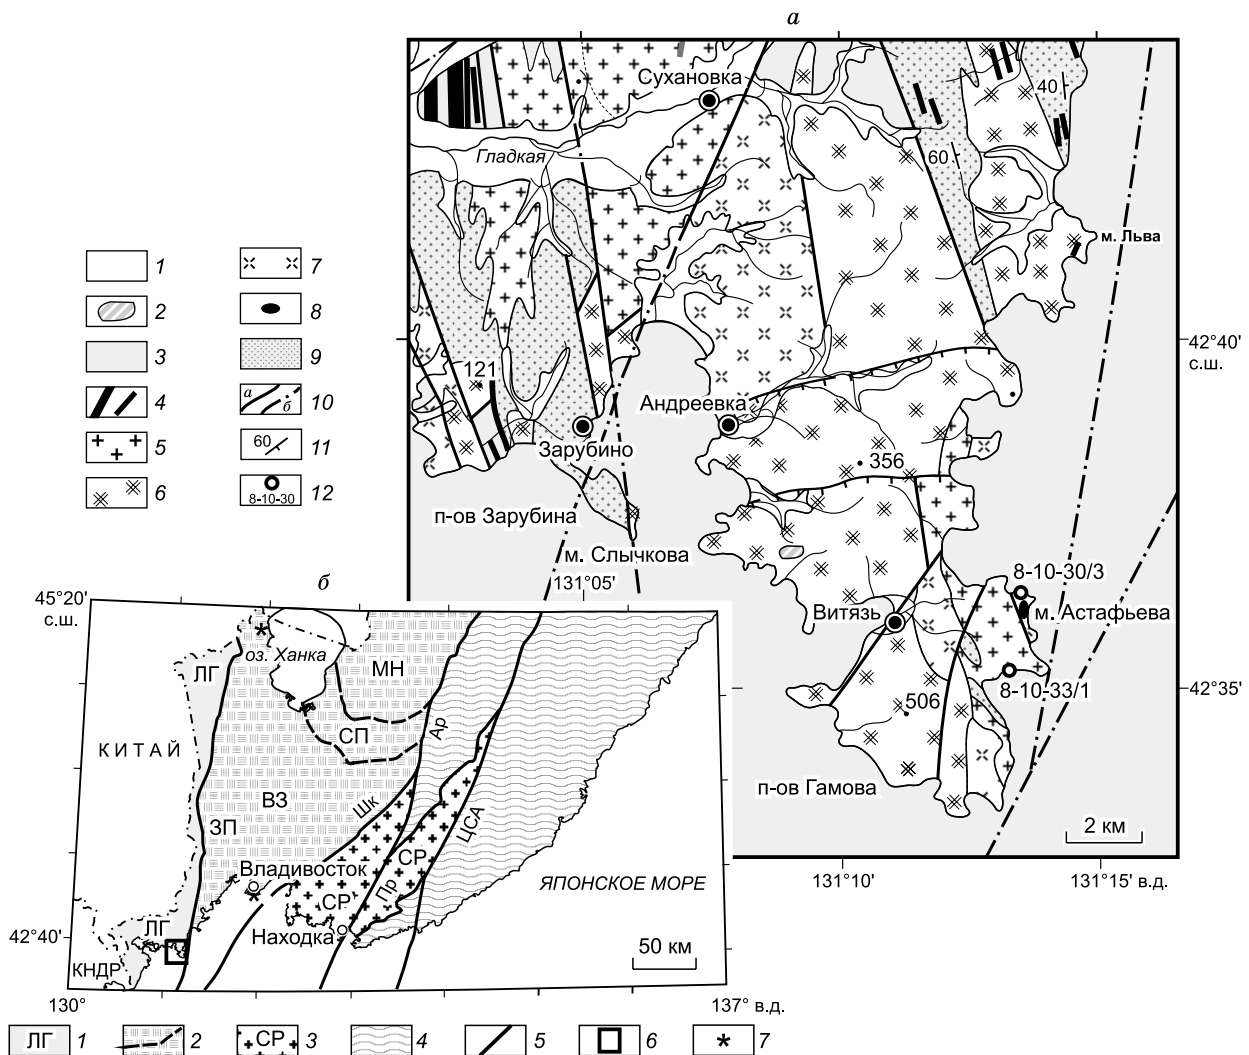 а
Сухановка
40
Гладкая
60
м. Льва
42°40'
с.ш.
121
Андреевка
Зарубино
356
п-ов Зарубина
м. Слычкова
131°05'
8-10-30/3
м. Астафьева
Витязь
8-10-33/1
42°35'
506
п-ов Гамова
2 км
131°10'
131°15' в.д.
1
2
3
4
5
6
7
8
9
а
б
10
60
11
8-10-30
12
б
45°20'
с.ш.
оз. Ханка
ЛГ
МН
КИТАЙ
СП
Ар
ВЗ
Шк
ЗП
ЦСА
СР
Владивосток
Пр
СР
ЯПОНСКОЕ МОРЕ
ЛГ
Находка
42°40'
50 км
КНДР
130°
137° в.д.
ЛГ 1
2
СР 3
4
5
6
7